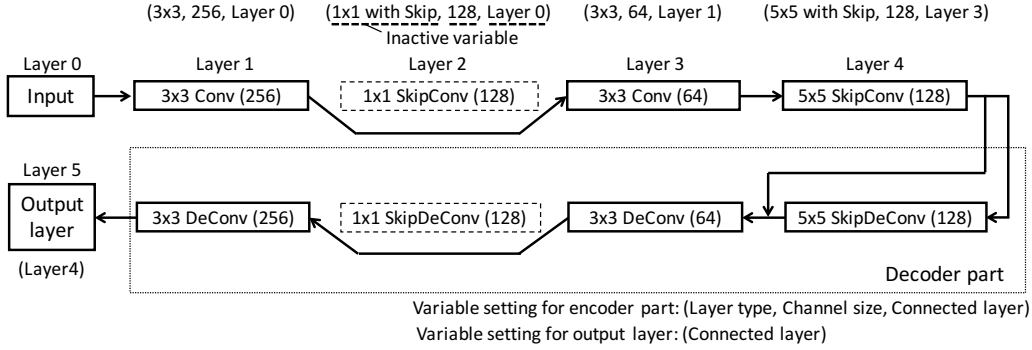 (3x3, 256, Layer 0)
(1x1 with Skip, 128, Layer 0)
(3x3, 64, Layer 1)
(5x5 with Skip, 128, Layer 3)
Inactive variable
Layer 0
Layer 1
Layer 2
Layer 3
Layer 4
Input
3x3 Conv (256)
1x1 SkipConv (128)
3x3 Conv (64)
5x5 SkipConv (128)
Layer 5
Output
layer
(Layer4)
3x3 DeConv (256)
1x1 SkipDeConv (128)
3x3 DeConv (64)
5x5 SkipDeConv (128)
Decoder part
Variable setting for encoder part: (Layer type, Channel size, Connected layer)
Variable setting for output layer: (Connected layer)